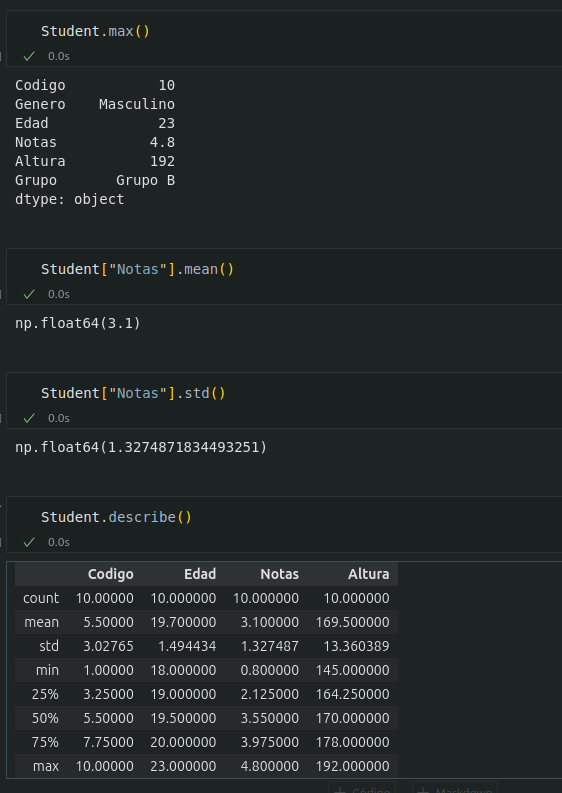 Student.max()
0.0s
Codigo 10
Genero Masculino
Edad 23
Notas 4.8
Altura 192
Grupo Grupo B
dtype: object
Student["Notas"].mean()
0.0s
np.float64(3.1)
Student["Notas"].std()
0.0s
np.float64(1.3274871834493251)
Student.describe()
0.0s
Codigo Edad Notas Altura
count 10.00000 10.000000 10.000000 10.000000
mean 5.50000 19.700000 3.100000 169.500000
std 3.02765 1.494434 1.327487 13.360389
min 1.00000 18.000000 0.800000 145.000000
25% 3.25000 19.000000 2.125000 164.250000
50% 5.50000 19.500000 3.550000 170.000000
75% 7.75000 20.000000 3.975000 178.000000
max 10.00000 23.000000 4.800000 192.000000
+ Código + Markdown